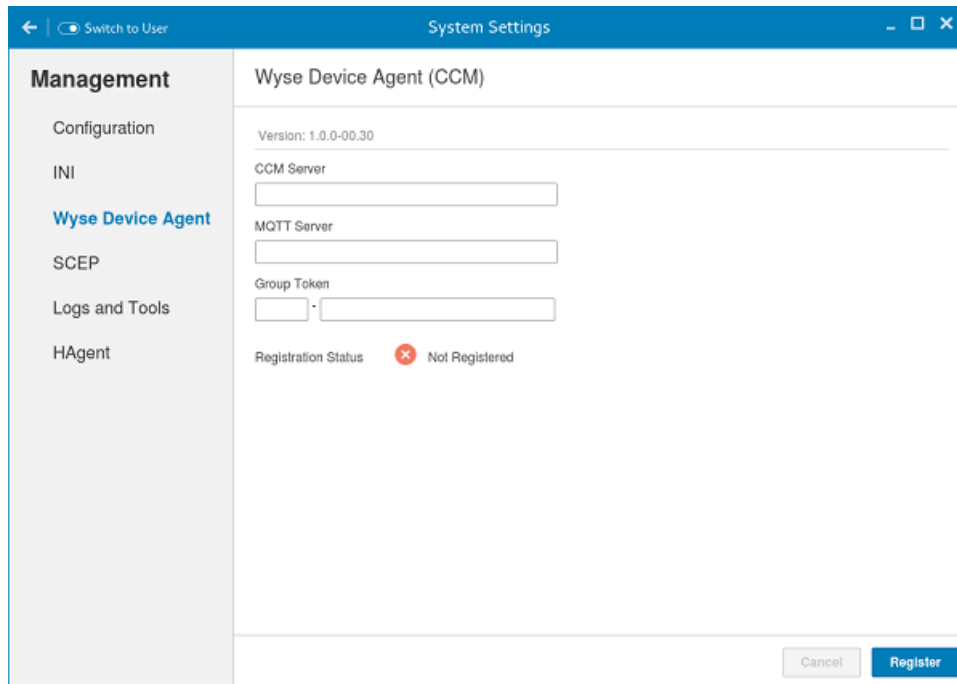 Switch to User
System Settings
Management
Configuration
INI
Wyse Device Agent
SCEP
Logs and Tools
HAgent
Wyse Device Agent (CCM)
Version: 1.0.0-00.30
CCM Server
MQTT Server
Group Token
-
Registration Status Not Registered
Cancel Register